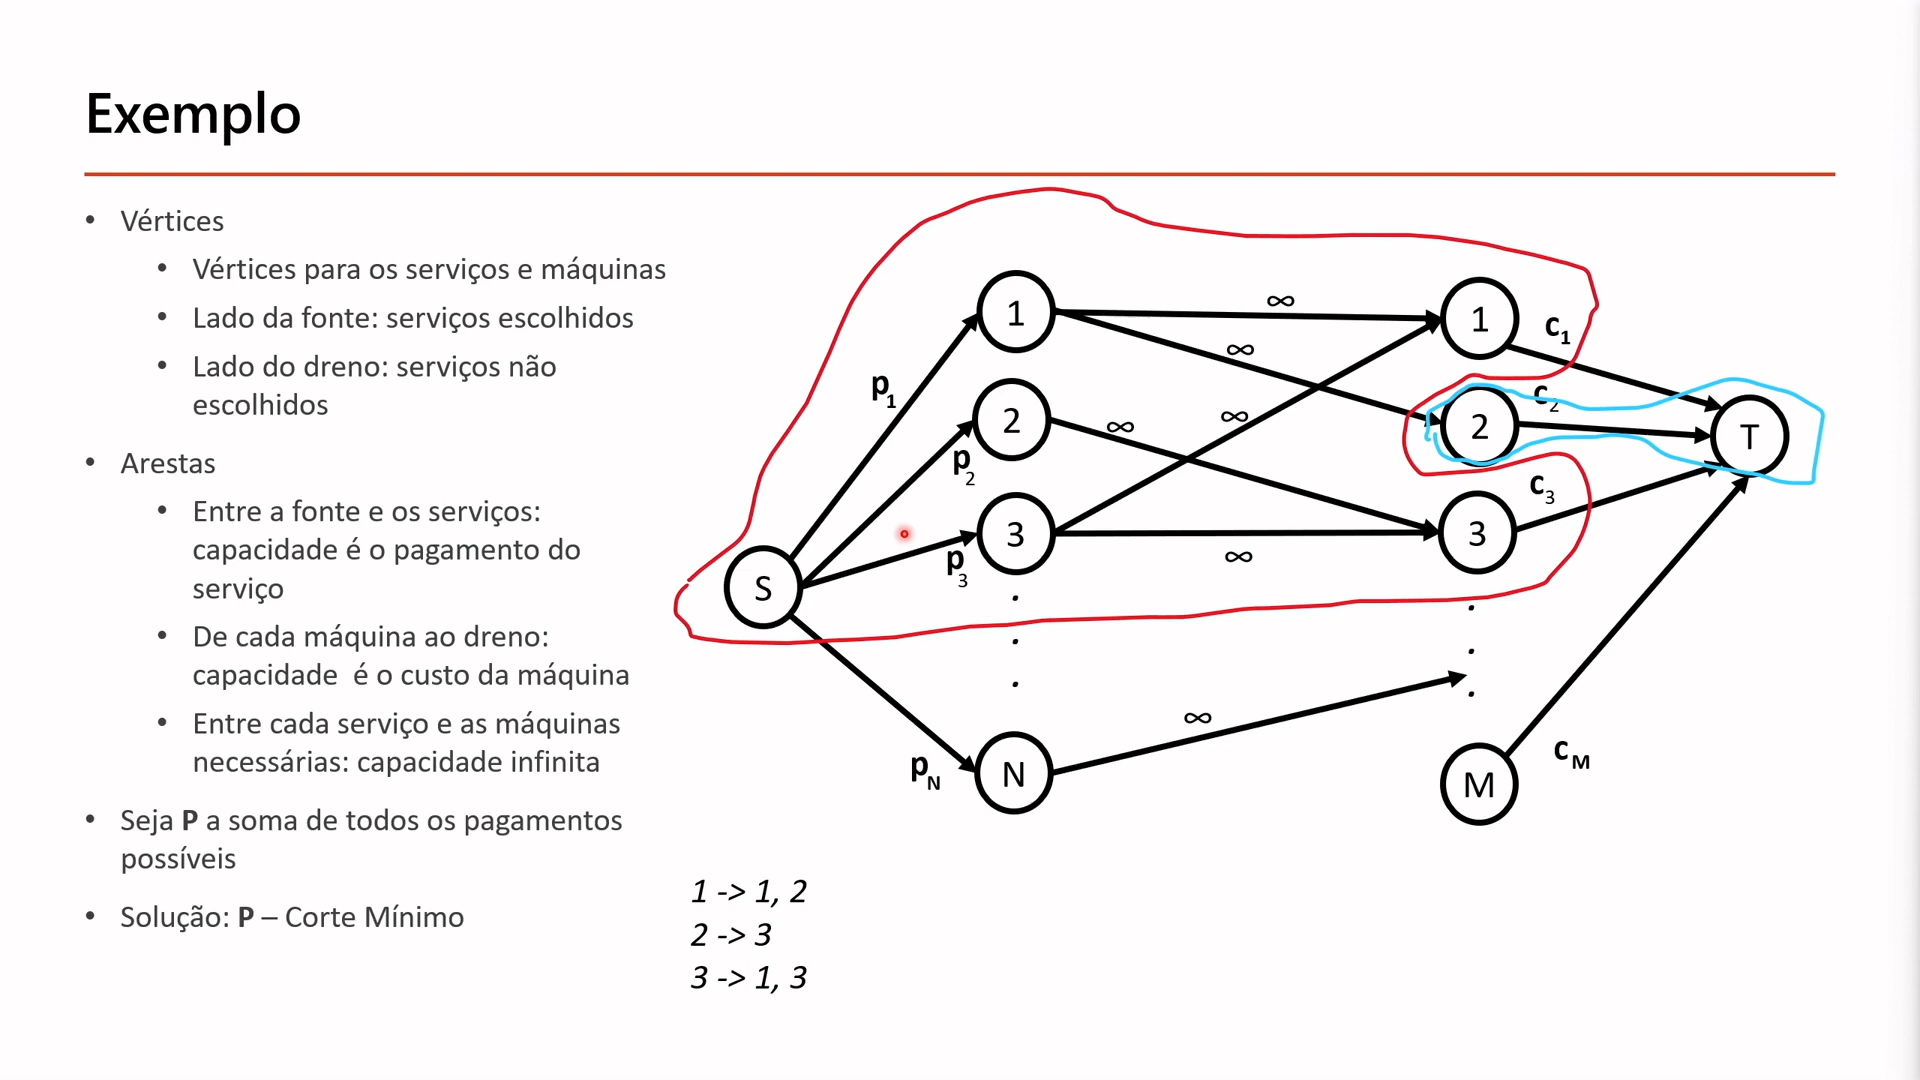 Exemplo
• Vértices
• Vértices para os serviços e máquinas
• Lado da fonte: serviços escolhidos
• Lado do dreno: serviços não
escolhidos
• Arestas
• Entre a fonte e os serviços:
capacidade é o pagamento do
serviço
• De cada máquina ao dreno:
capacidade é o custo da máquina
• Entre cada serviço e as máquinas
necessárias: capacidade infinita
• Seja P a soma de todos os pagamentos
possíveis
• Solução: P – Corte Mínimo
1 -> 1, 2
2 -> 3
3 -> 1, 3
S
p1
p2
p3
pN
1
2
3
.
.
.
N
∞
∞
∞
∞
∞
∞
1
2
3
.
.
.
M
c1
c2
c3
cM
T